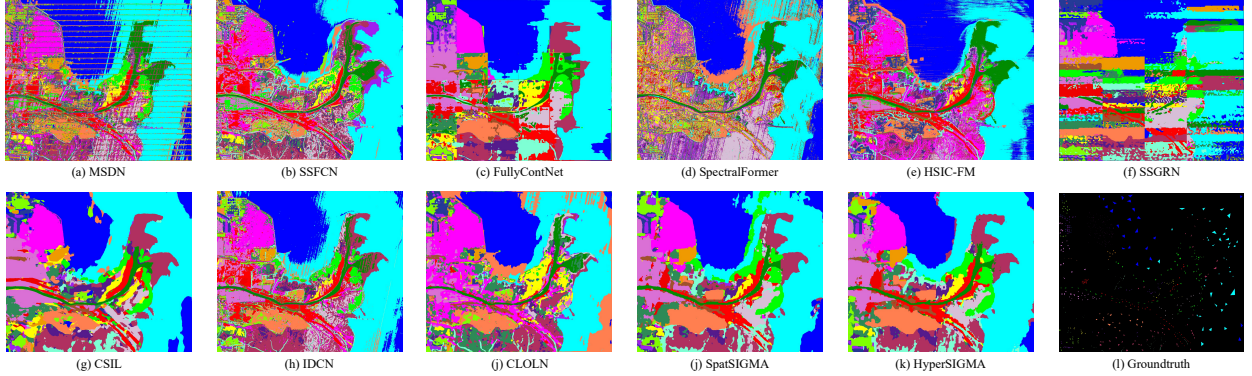 (a) MSDN
(b) SSFCN
(c) FullyContNet
(d) SpectralFormer
(e) HSIC-FM
(f) SSGRN
(g) CSIL
(h) IDCN
(j) CLOLN
(j) SpatSIGMA
(k) HyperSIGMA
(l) Groundtruth